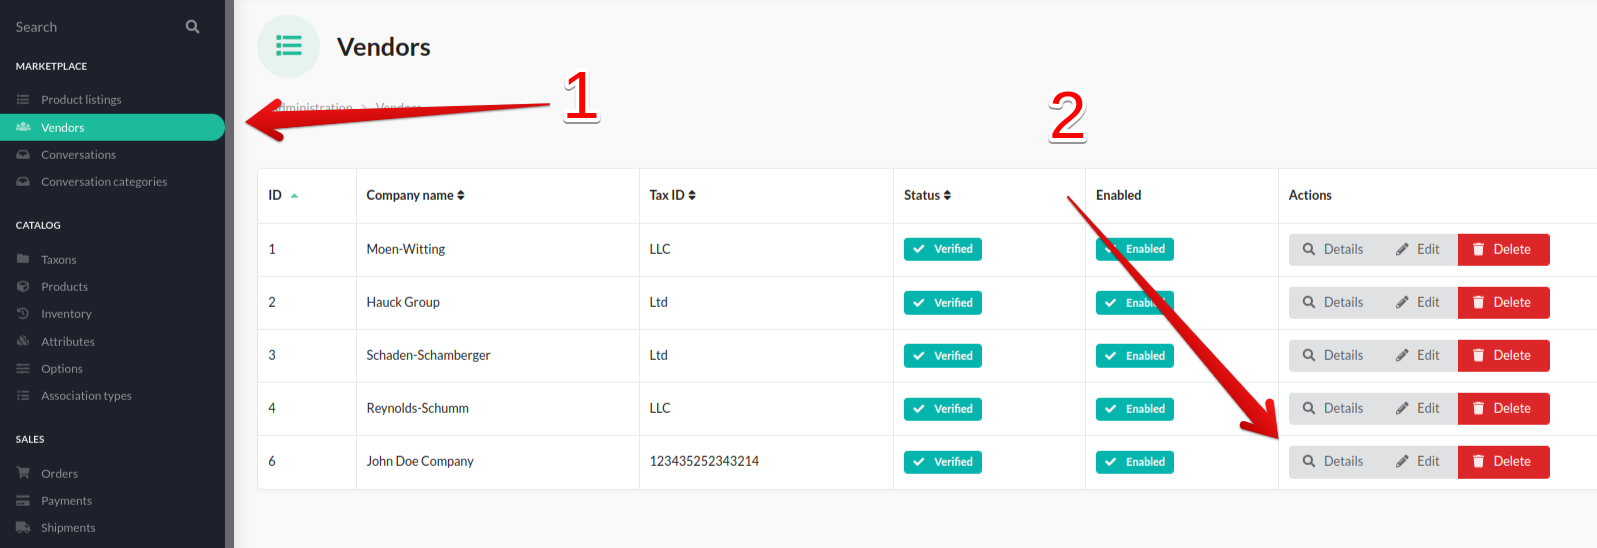 Search
MARKETPLACE
Product listings
Vendors
Conversations
Conversation categories
CATALOG
Taxons
Products
Inventory
Attributes
Options
Association types
SALES
Orders
Payments
Shipments
Vendors
Administration > Vendors
1
2
ID Company name Tax ID Status Enabled Actions
1 Moen-Witting LLC Verified Enabled Details Edit Delete
2 Hauck Group Ltd Verified Enabled Details Edit Delete
3 Schaden-Schamberger Ltd Verified Enabled Details Edit Delete
4 Reynolds-Schumm LLC Verified Enabled Details Edit Delete
6 John Doe Company 123435252343214 Verified Enabled Details Edit Delete